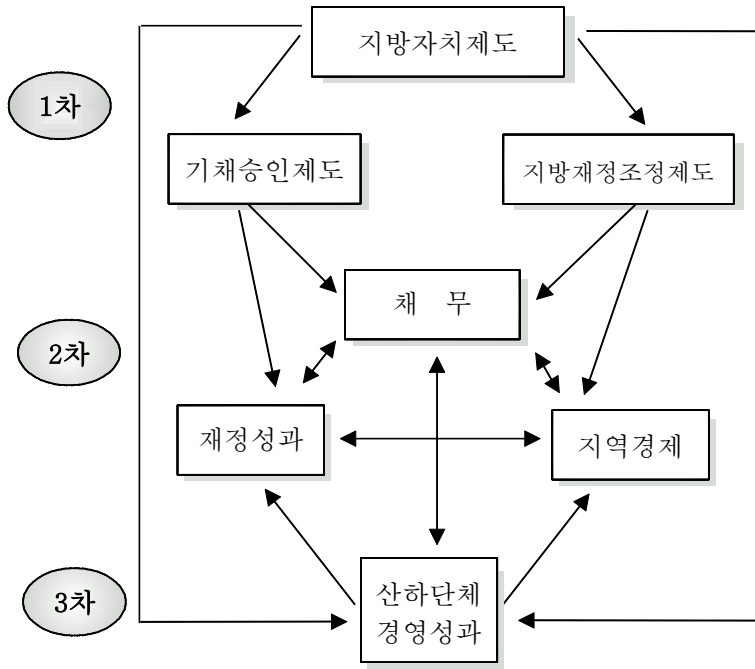 지방자치제도
1차
기채승인제도
지방재정조정제도
채 무
2차
재정성과
지역경제
산하단체
경영성과
3차